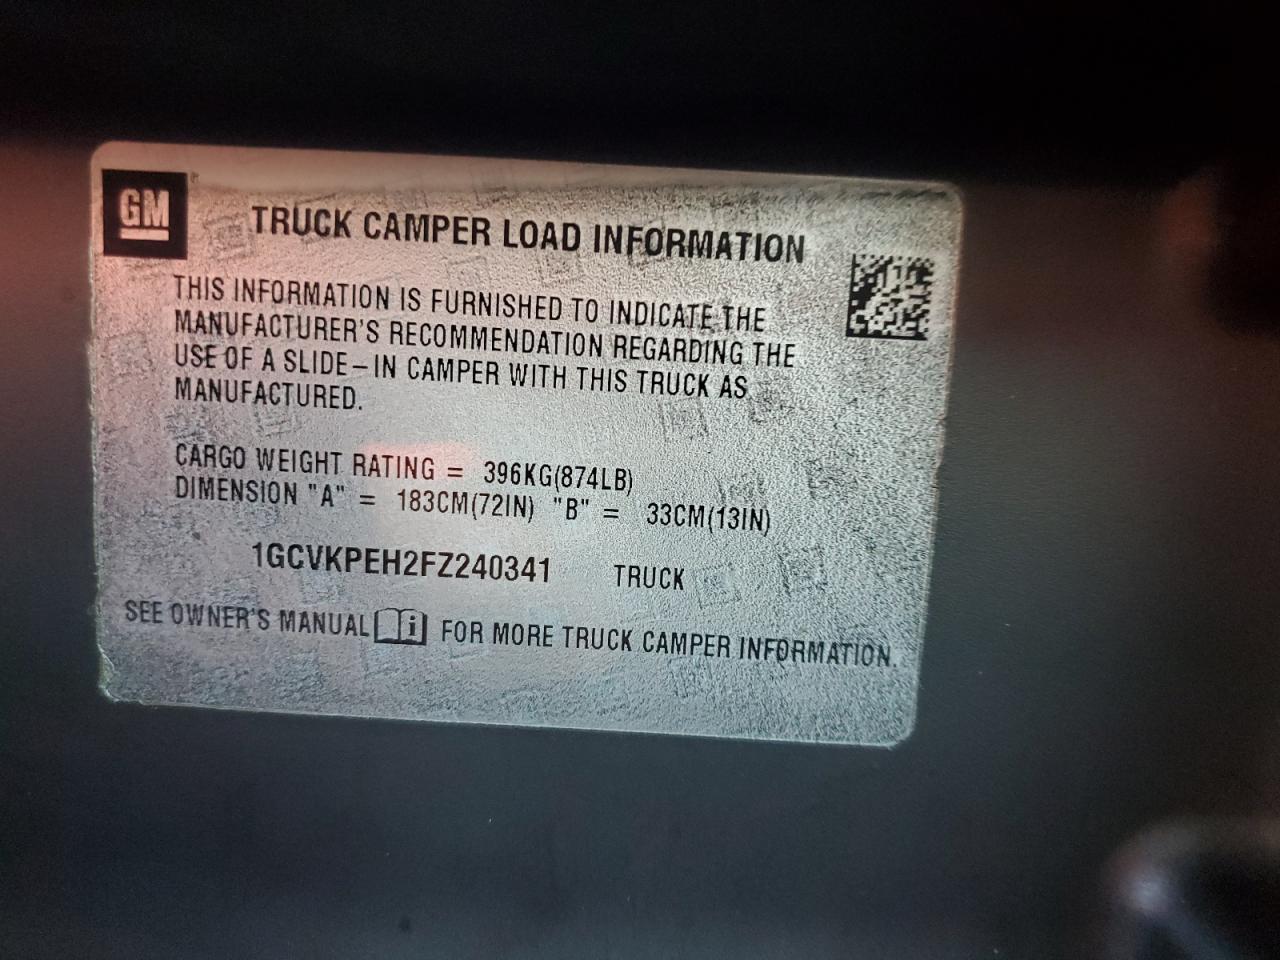 GM
TRUCK CAMPER LOAD INFORMATION
THIS INFORMATION IS FURNISHED TO INDICATE THE
MANUFACTURER'S RECOMMENDATION REGARDING THE
USE OF A SLIDE–IN CAMPER WITH THIS TRUCK AS
MANUFACTURED.
CARGO WEIGHT RATING = 396KG(874LB)
DIMENSION "A" = 183CM(72IN) "B" = 33CM(13IN)
1GCVKPEH2FZ240341 TRUCK
SEE OWNER'S MANUAL i FOR MORE TRUCK CAMPER INFORMATION.